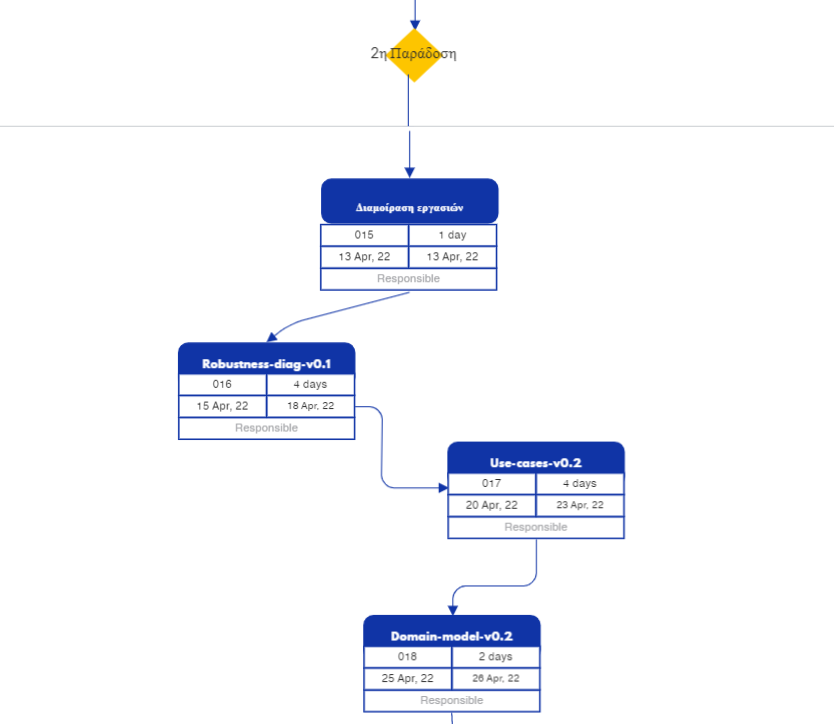 2η Παράδοση
Διαμοίραση εργασιών
015 1 day
13 Apr, 22 13 Apr, 22
Responsible
Robustness-diag-v0.1
016 4 days
15 Apr, 22 18 Apr, 22
Responsible
Use-cases-v0.2
017 4 days
20 Apr, 22 23 Apr, 22
Responsible
Domain-model-v0.2
018 2 days
25 Apr, 22 26 Apr, 22
Responsible